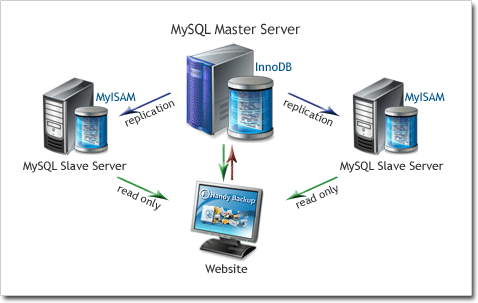 MySQL Master Server
InnoDB
MyISAM
replication
replication
MyISAM
MySQL Slave Server
MySQL Slave Server
read only
read only
Handy Backup
Website